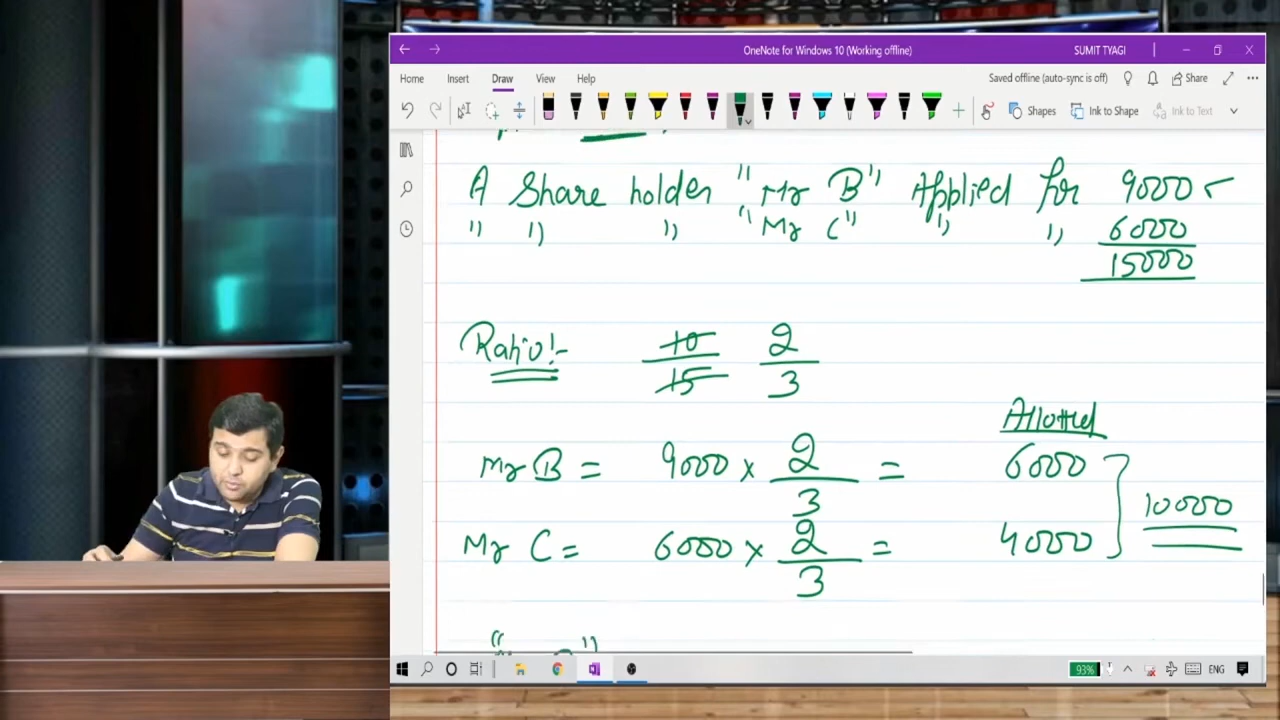 OneNote for Windows 10 (Working offline)
SUMIT TYAGI
Home Insert Draw View Help
Saved offline (auto-sync is off)
Share
Shapes
Ink to Shape
Ink to Text
A Share holder "Mr B" Applied for 9000
" " " "Mr C" " " 6000
15000
Ratio:- 10/15 2/3
Allotted
Mr B = 9000 × 2/3 = 6000
10000
Mr C = 6000 × 2/3 = 4000
93%
ENG